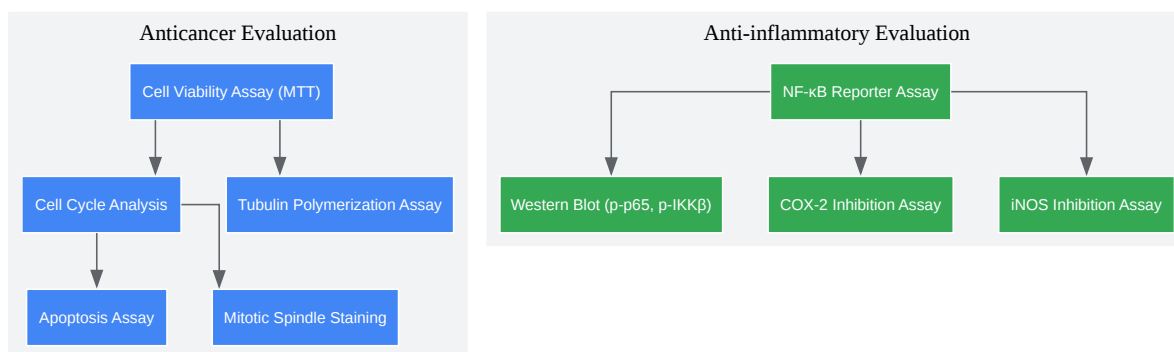 Anticancer Evaluation
Cell Viability Assay (MTT)
Cell Cycle Analysis
Tubulin Polymerization Assay
Apoptosis Assay
Mitotic Spindle Staining
Anti-inflammatory Evaluation
NF-κB Reporter Assay
Western Blot (p-p65, p-IKKβ)
COX-2 Inhibition Assay
iNOS Inhibition Assay